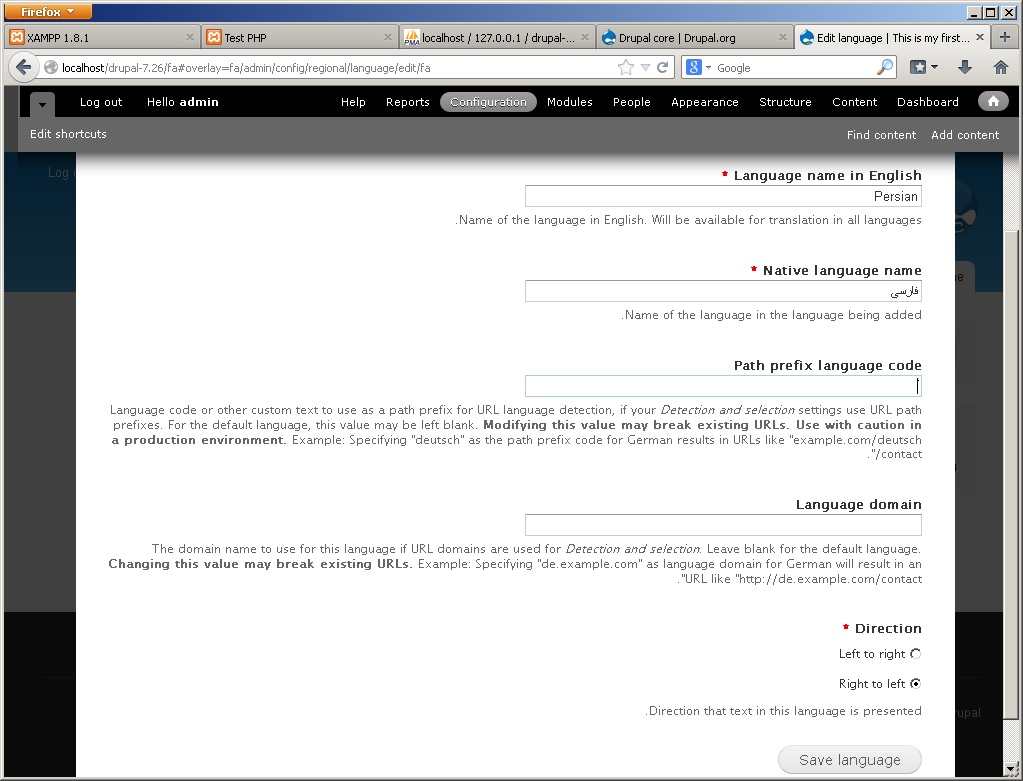 Firefox
XAMPP 1.8.1
Test PHP
localhost / 127.0.0.1 / drupal-...
Drupal core | Drupal.org
Edit language | This is my first...
localhost/drupal-7.26/fa#overlay=fa/admin/config/regional/language/edit/fa
Google
Log out Hello admin Help Reports Configuration Modules People Appearance Structure Content Dashboard
Edit shortcuts Find content Add content
Log
* Language name in English
Persian
.Name of the language in English. Will be available for translation in all languages
* Native language name
فارسی
.Name of the language in the language being added
Path prefix language code
Language code or other custom text to use as a path prefix for URL language detection, if your Detection and selection settings use URL path
prefixes. For the default language, this value may be left blank. Modifying this value may break existing URLs. Use with caution in
a production environment. Example: Specifying "deutsch" as the path prefix code for German results in URLs like "example.com/deutsch
."/contact
Language domain
The domain name to use for this language if URL domains are used for Detection and selection. Leave blank for the default language.
Changing this value may break existing URLs. Example: Specifying "de.example.com" as language domain for German will result in an
."URL like "http://de.example.com/contact
* Direction
Left to right
Right to left
.Direction that text in this language is presented
rupal
Save language